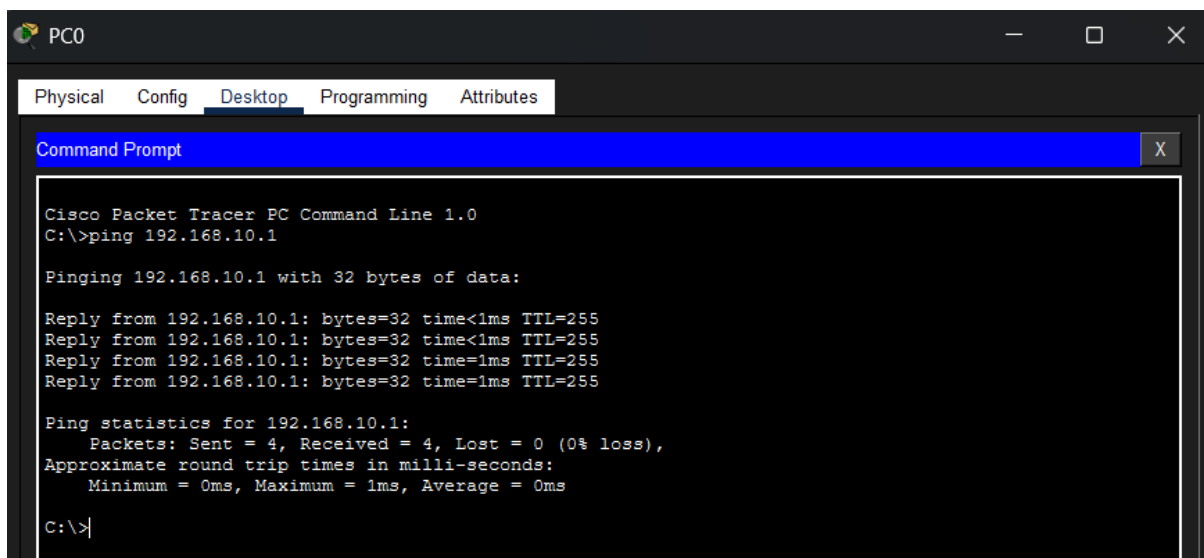 PC0
Physical Config Desktop Programming Attributes
Command Prompt X
Cisco Packet Tracer PC Command Line 1.0
C:\>ping 192.168.10.1
Pinging 192.168.10.1 with 32 bytes of data:
Reply from 192.168.10.1: bytes=32 time<1ms TTL=255
Reply from 192.168.10.1: bytes=32 time<1ms TTL=255
Reply from 192.168.10.1: bytes=32 time=1ms TTL=255
Reply from 192.168.10.1: bytes=32 time=1ms TTL=255
Ping statistics for 192.168.10.1:
Packets: Sent = 4, Received = 4, Lost = 0 (0% loss),
Approximate round trip times in milli-seconds:
Minimum = 0ms, Maximum = 1ms, Average = 0ms
C:\>